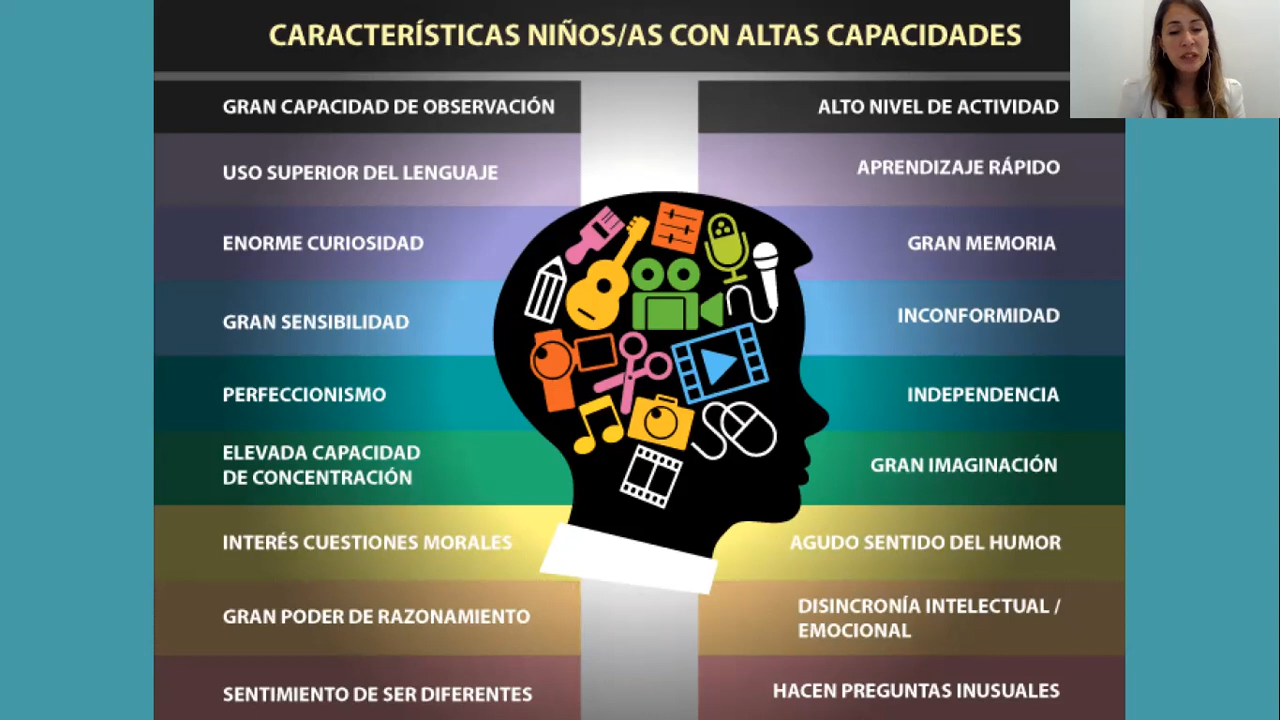 CARACTERÍSTICAS NIÑOS/AS CON ALTAS CAPACIDADES
GRAN CAPACIDAD DE OBSERVACIÓN
USO SUPERIOR DEL LENGUAJE
ENORME CURIOSIDAD
GRAN SENSIBILIDAD
PERFECCIONISMO
ELEVADA CAPACIDAD
DE CONCENTRACIÓN
INTERÉS CUESTIONES MORALES
GRAN PODER DE RAZONAMIENTO
SENTIMIENTO DE SER DIFERENTES
ALTO NIVEL DE ACTIVIDAD
APRENDIZAJE RÁPIDO
GRAN MEMORIA
INCONFORMIDAD
INDEPENDENCIA
GRAN IMAGINACIÓN
AGUDO SENTIDO DEL HUMOR
DISINCRONÍA INTELECTUAL /
EMOCIONAL
HACEN PREGUNTAS INUSUALES